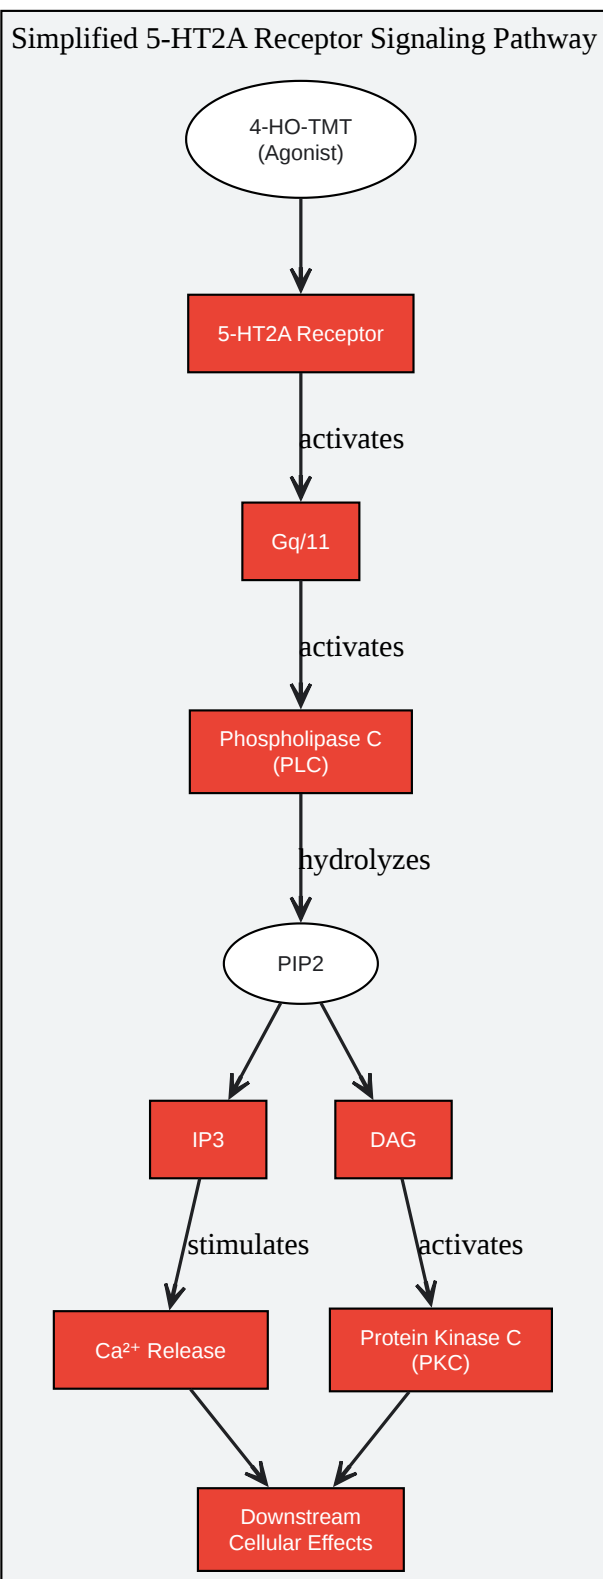 Simplified 5-HT2A Receptor Signaling Pathway
4-HO-TMT
(Agonist)
5-HT2A Receptor
activates
Gq/11
activates
Phospholipase C
(PLC)
hydrolyzes
PIP2
IP3
DAG
stimulates
activates
Ca²⁺ Release
Protein Kinase C
(PKC)
Downstream
Cellular Effects